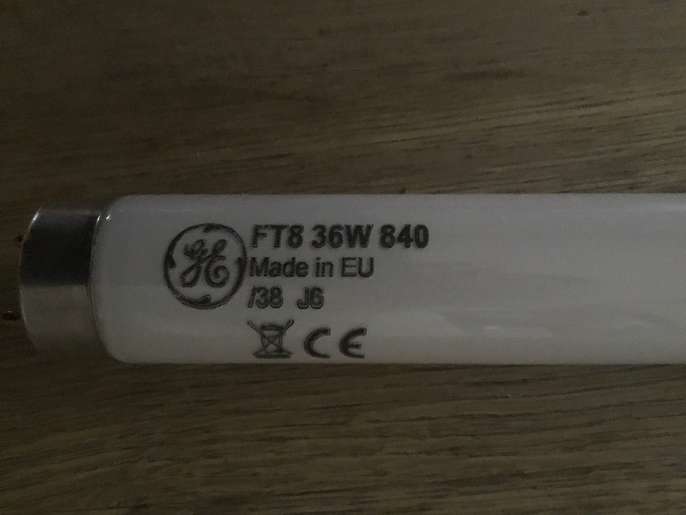 GE
FT8 36W 840
Made in EU
/38 J6
CE